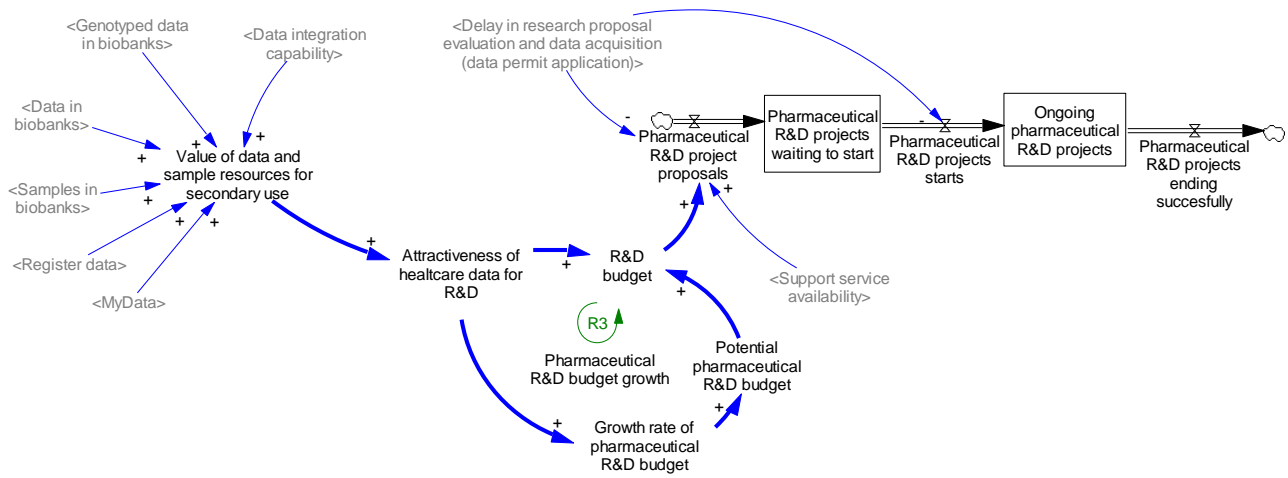 <Genotyped data
in biobanks>
<Data integration
capability>
<Data in
biobanks>
<Samples in
biobanks>
<Register data>
<MyData>
+
+
+
+
+
+
Value of data and
sample resources for
secondary use
+
Attractiveness of
healtcare data for
R&D
+
R&D
budget
R3
Pharmaceutical
R&D budget growth
+
Growth rate of
pharmaceutical
R&D budget
+
Potential
pharmaceutical
R&D budget
+
<Delay in research proposal
evaluation and data acquisition
(data permit application)>
-
Pharmaceutical
R&D project
proposals
+
+
<Support service
availability>
Pharmaceutical
R&D projects
waiting to start
-
Pharmaceutical
R&D projects
starts
Ongoing
pharmaceutical
R&D projects
Pharmaceutical
R&D projects
ending
succesfully